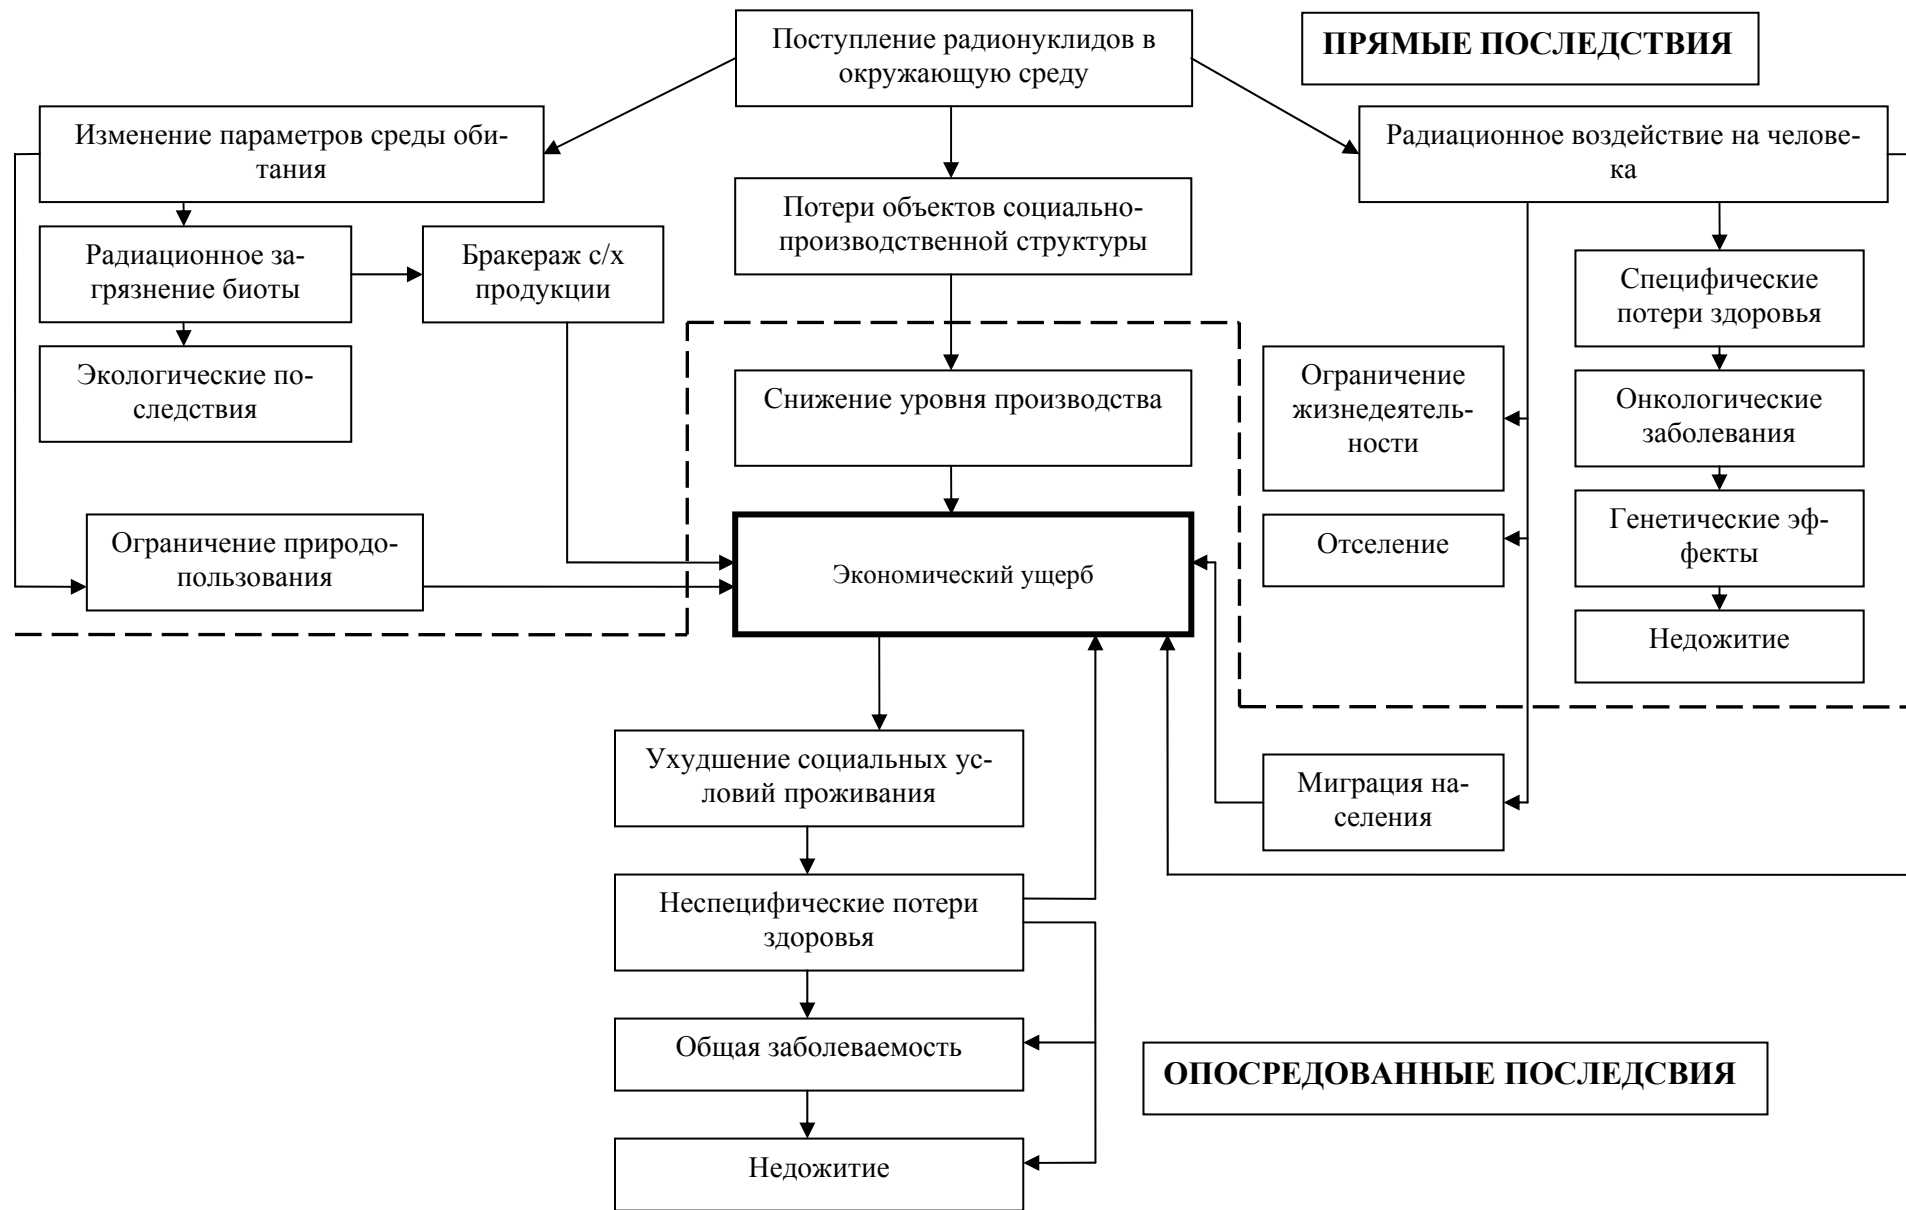 Поступление радионуклидов в
окружающую среду
ПРЯМЫЕ ПОСЛЕДСТВИЯ
Изменение параметров среды оби-
тания
Радиационное воздействие на челове-
ка
Потери объектов социально-
производственной структуры
Радиационное за-
грязнение биоты
Бракераж с/х
продукции
Специфические
потери здоровья
Экологические по-
следствия
Снижение уровня производства
Ограничение
жизнедеятель-
ности
Онкологические
заболевания
Ограничение природо-
пользования
Экономический ущерб
Отселение
Генетические эф-
фекты
Недожитие
Ухудшение социальных ус-
ловий проживания
Миграция на-
селения
Неспецифические потери
здоровья
Общая заболеваемость
ОПОСРЕДОВАННЫЕ ПОСЛЕДСВИЯ
Недожитие